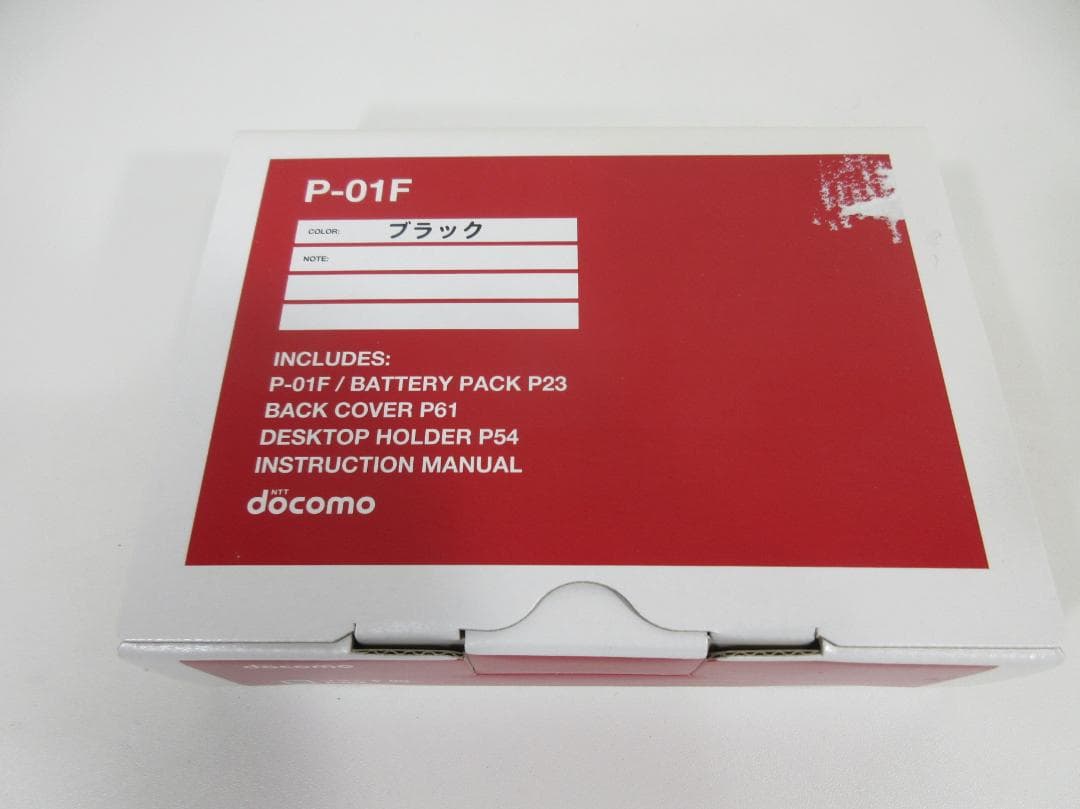 P-01F
COLOR: ブラック
NOTE:
INCLUDES:
P-01F / BATTERY PACK P23
BACK COVER P61
DESKTOP HOLDER P54
INSTRUCTION MANUAL
NTT
docomo
docomo